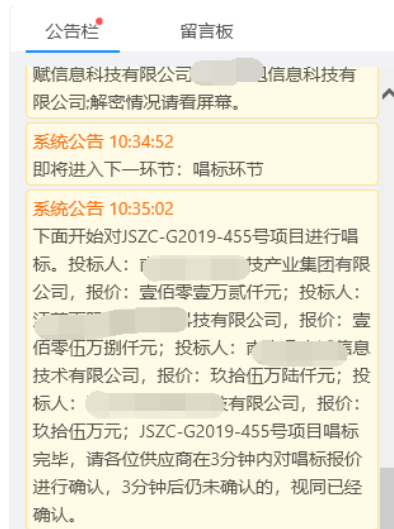 公告栏
留言板
赋信息科技有限公司 信息科技有
限公司;解密情况请看屏幕。
系统公告 10:34:52
即将进入下一环节：唱标环节
系统公告 10:35:02
下面开始对JSZC-G2019-455号项目进行唱
标。投标人： 技产业集团有限
公司，报价：壹佰零壹万贰仟元；投标人：
科技有限公司，报价：壹
佰零伍万捌仟元；投标人： 信息
技术有限公司，报价：玖拾伍万陆仟元；投
标人： 有限公司，报价：
玖拾伍万元；JSZC-G2019-455号项目唱标
完毕，请各位供应商在3分钟内对唱标报价
进行确认，3分钟后仍未确认的，视同已经
确认。